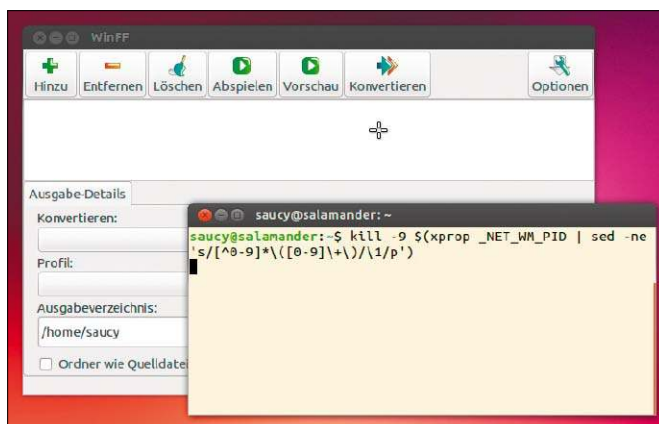 WinFF
Hinzu Entfernen Löschen Abspielen Vorschau Konvertieren Optionen
Ausgabe-Details
Konvertieren:
Profil:
Ausgabeverzeichnis:
/home/saucy
Ordner wie Quelldatei
saucy@salamander: ~
saucy@salamander:~$ kill -9 $(xprop _NET_WM_PID | sed -ne
's/[^0-9]*\([0-9]\+\)/\1/p')